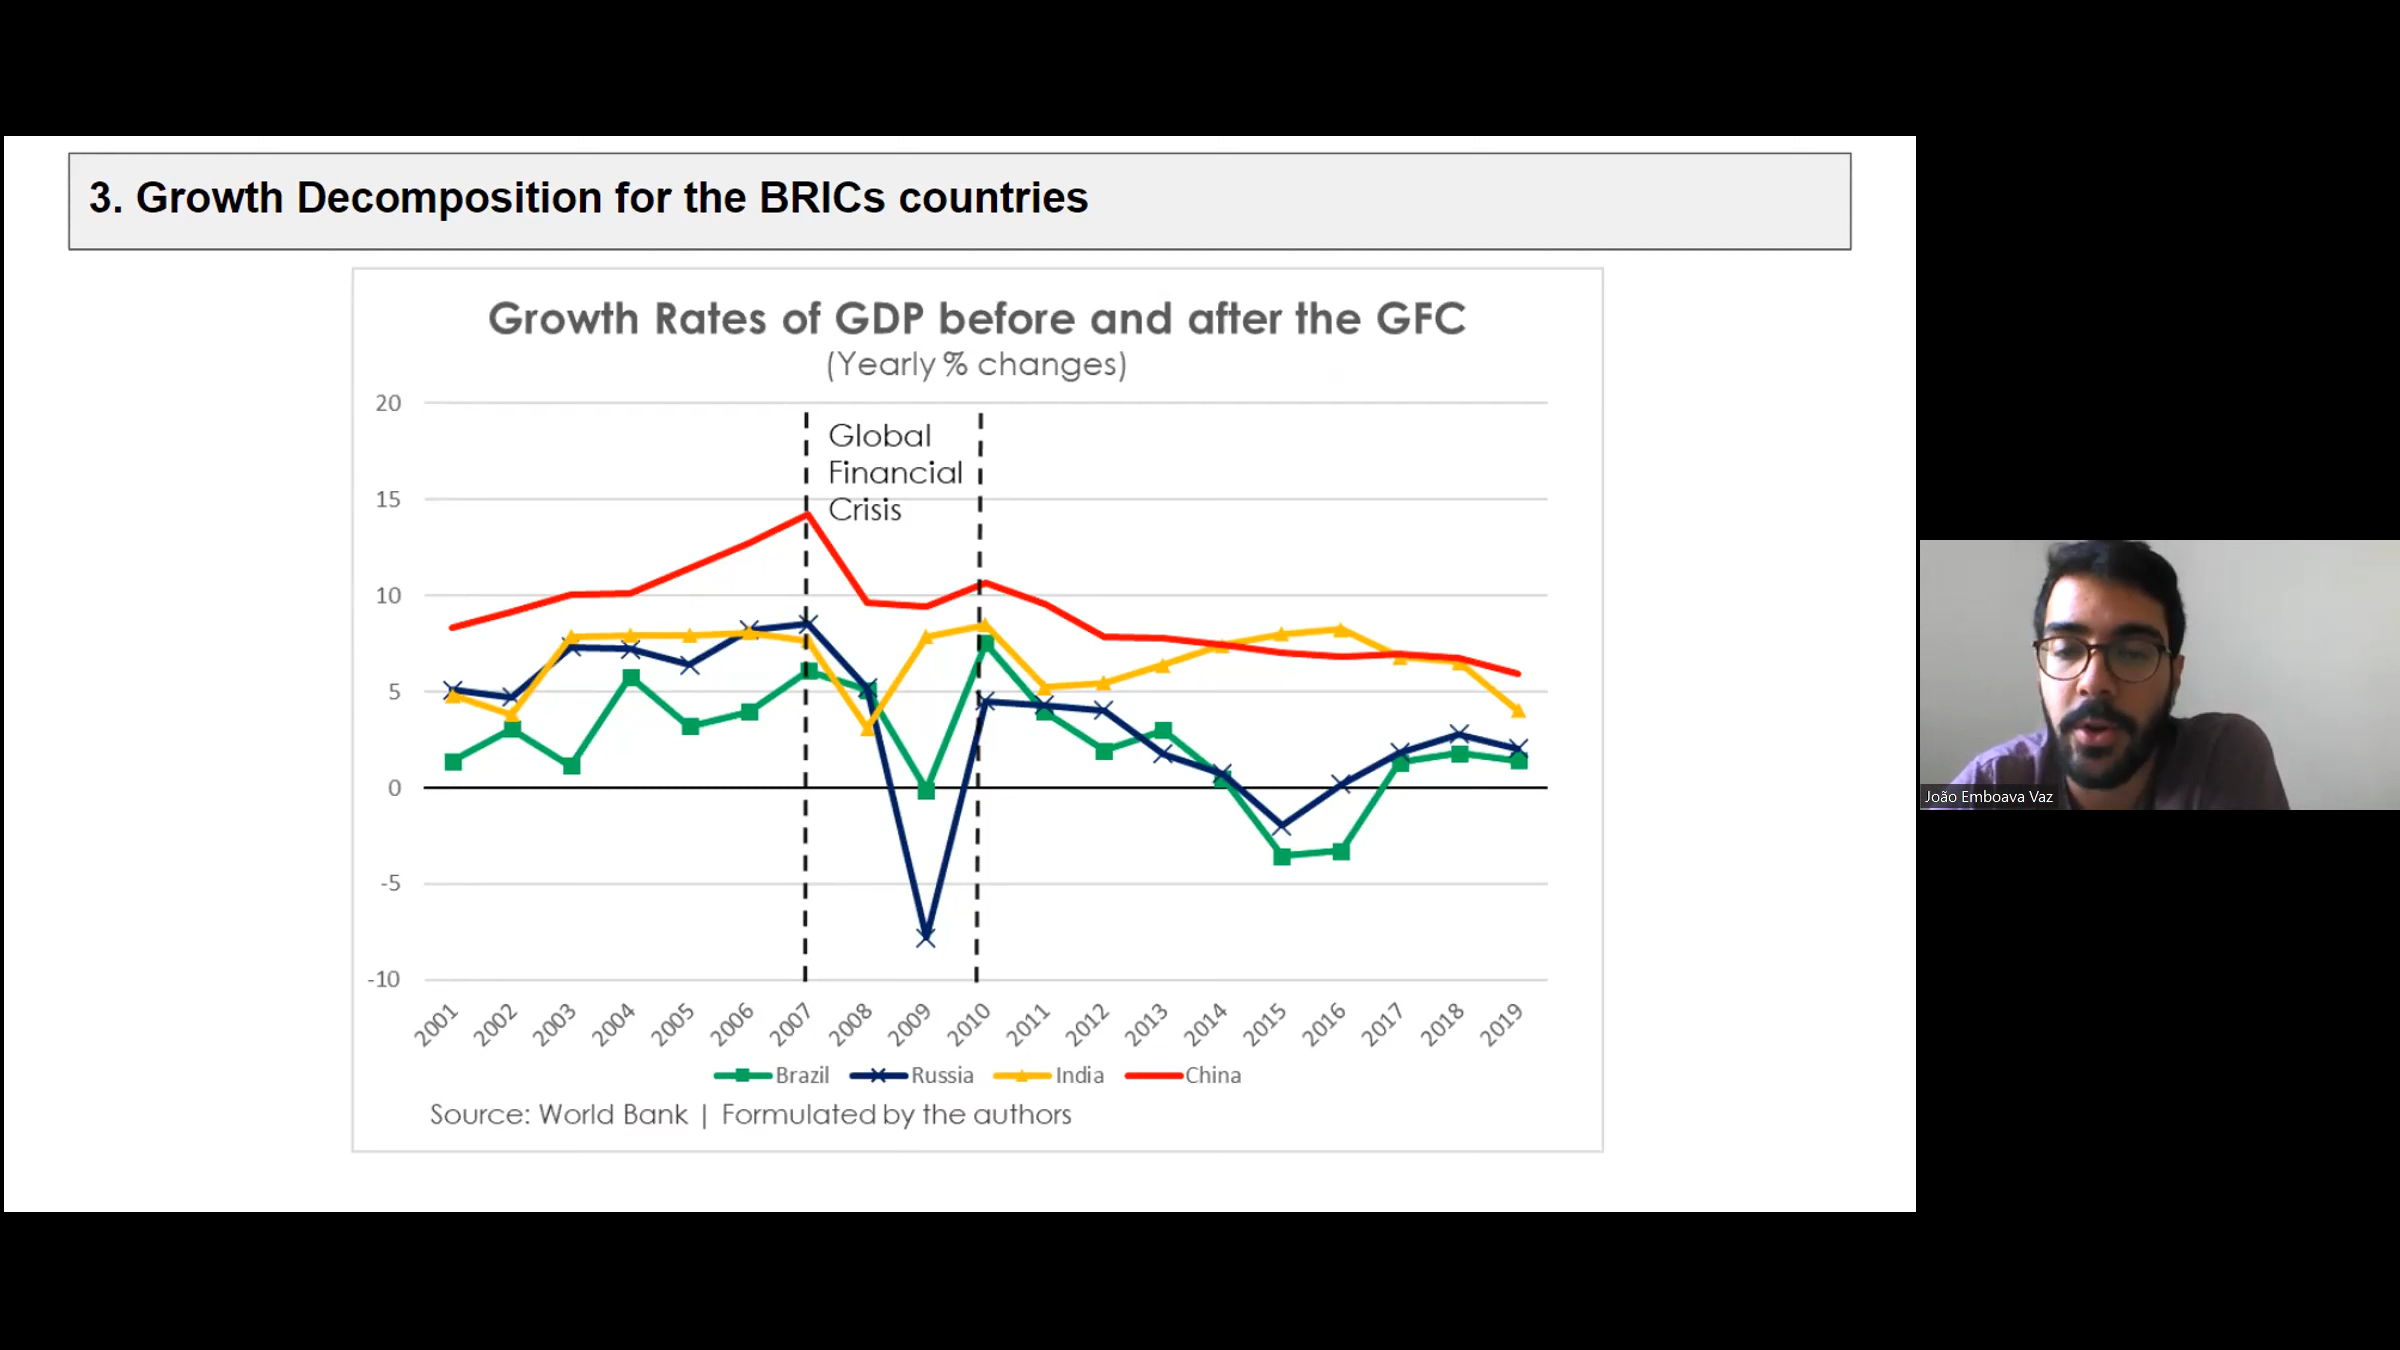 3. Growth Decomposition for the BRICs countries
Growth Rates of GDP before and after the GFC
(Yearly % changes)
20
15
10
5
0
-5
-10
Global
Financial
Crisis
2001 2002 2003 2004 2005 2006 2007 2008 2009 2010 2011 2012 2013 2014 2015 2016 2017 2018 2019
Brazil Russia India China
Source: World Bank | Formulated by the authors
João Emboava Vaz